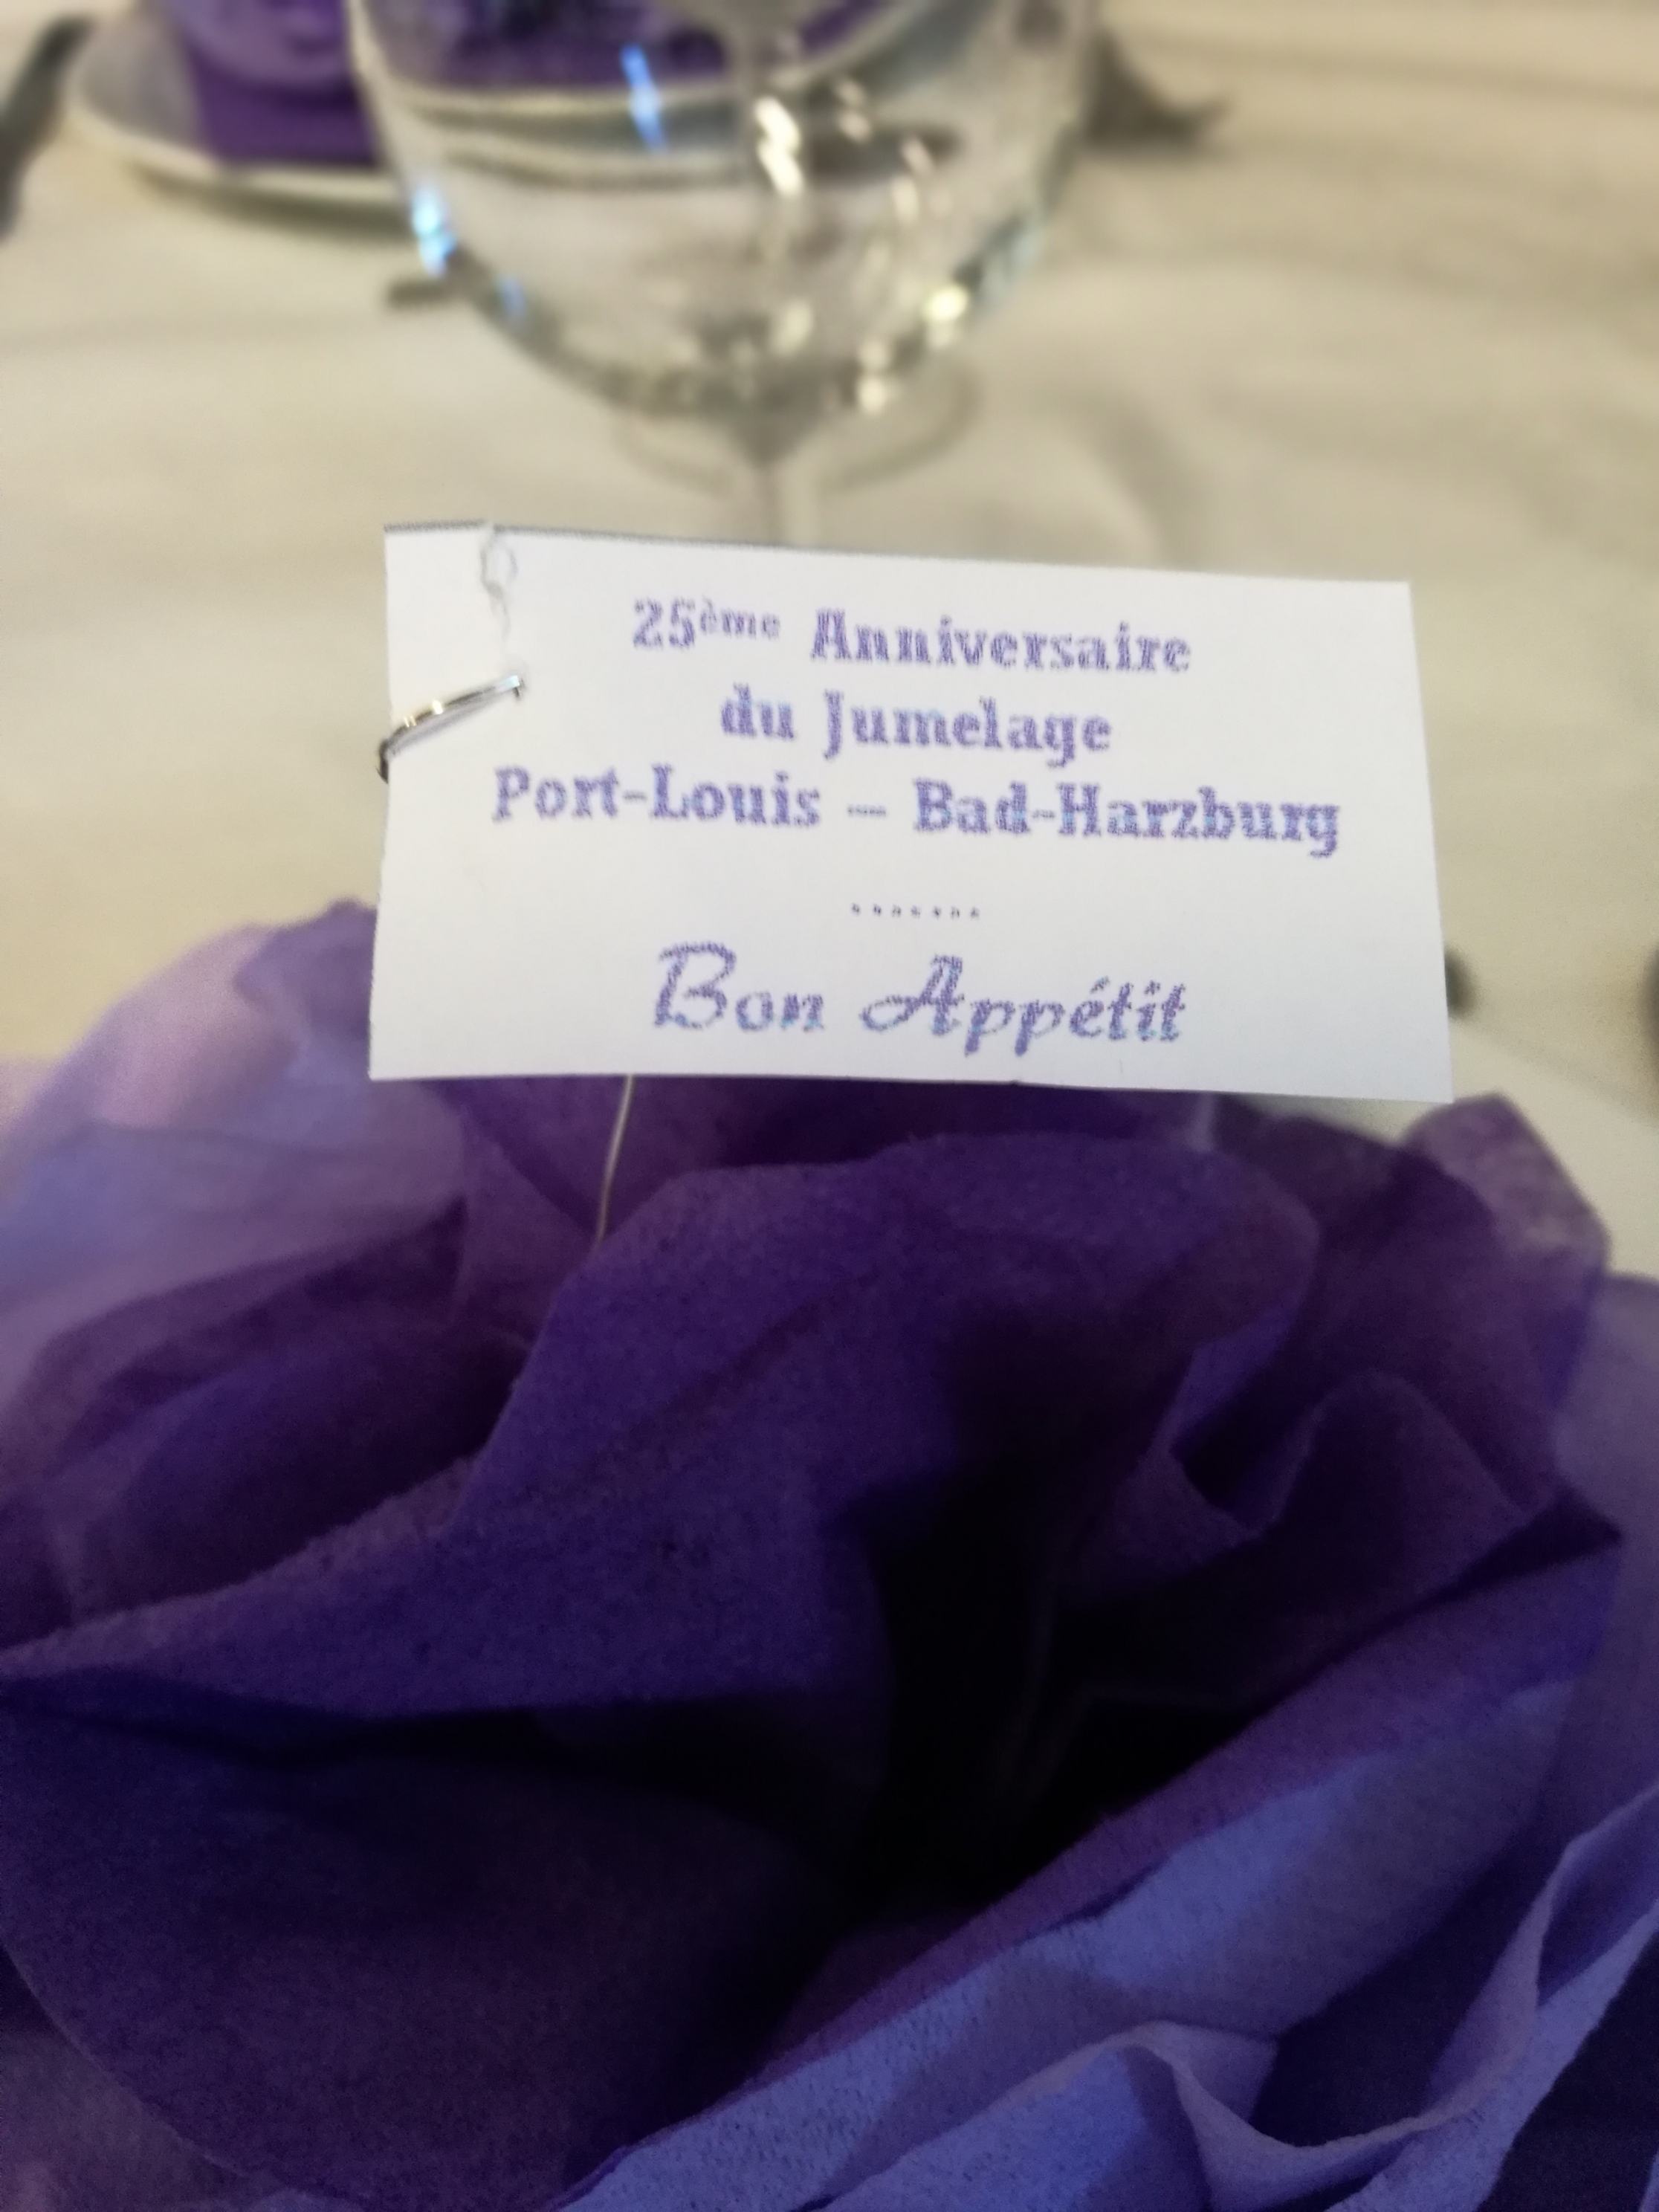 25ème Anniversaire
du Jumelage
Port-Louis – Bad-Harzburg
.......
Bon Appétit